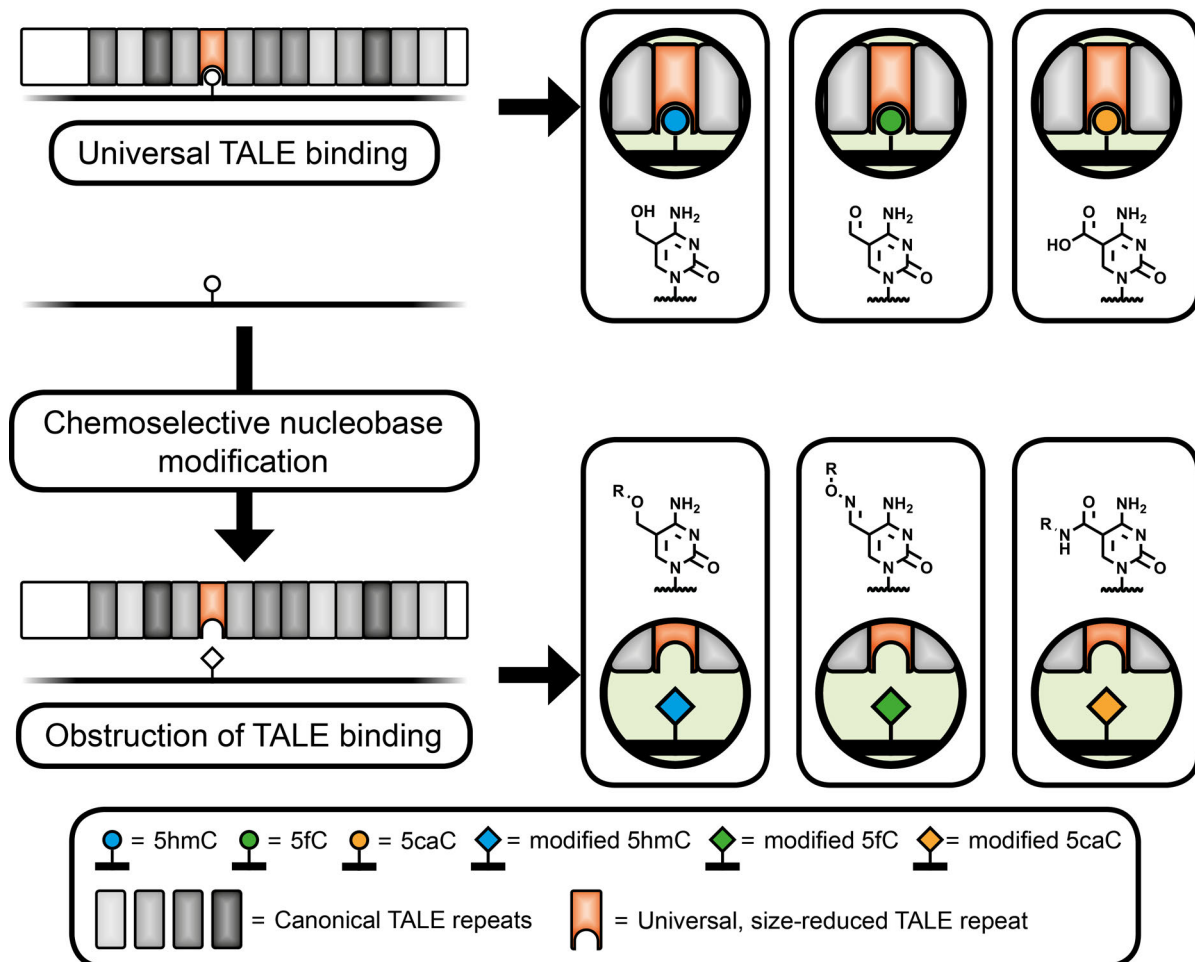 Universal TALE binding
OH
NH2
N
N
O
O
NH2
N
N
O
O
NH2
HO
N
N
O
Chemoselective nucleobase
modification
R
O
NH2
N
N
O
R
O
N
NH2
N
N
O
O
NH2
R
N
H
N
N
O
Obstruction of TALE binding
= 5hmC
= 5fC
= 5caC
= modified 5hmC
= modified 5fC
= modified 5caC
= Canonical TALE repeats
= Universal, size-reduced TALE repeat